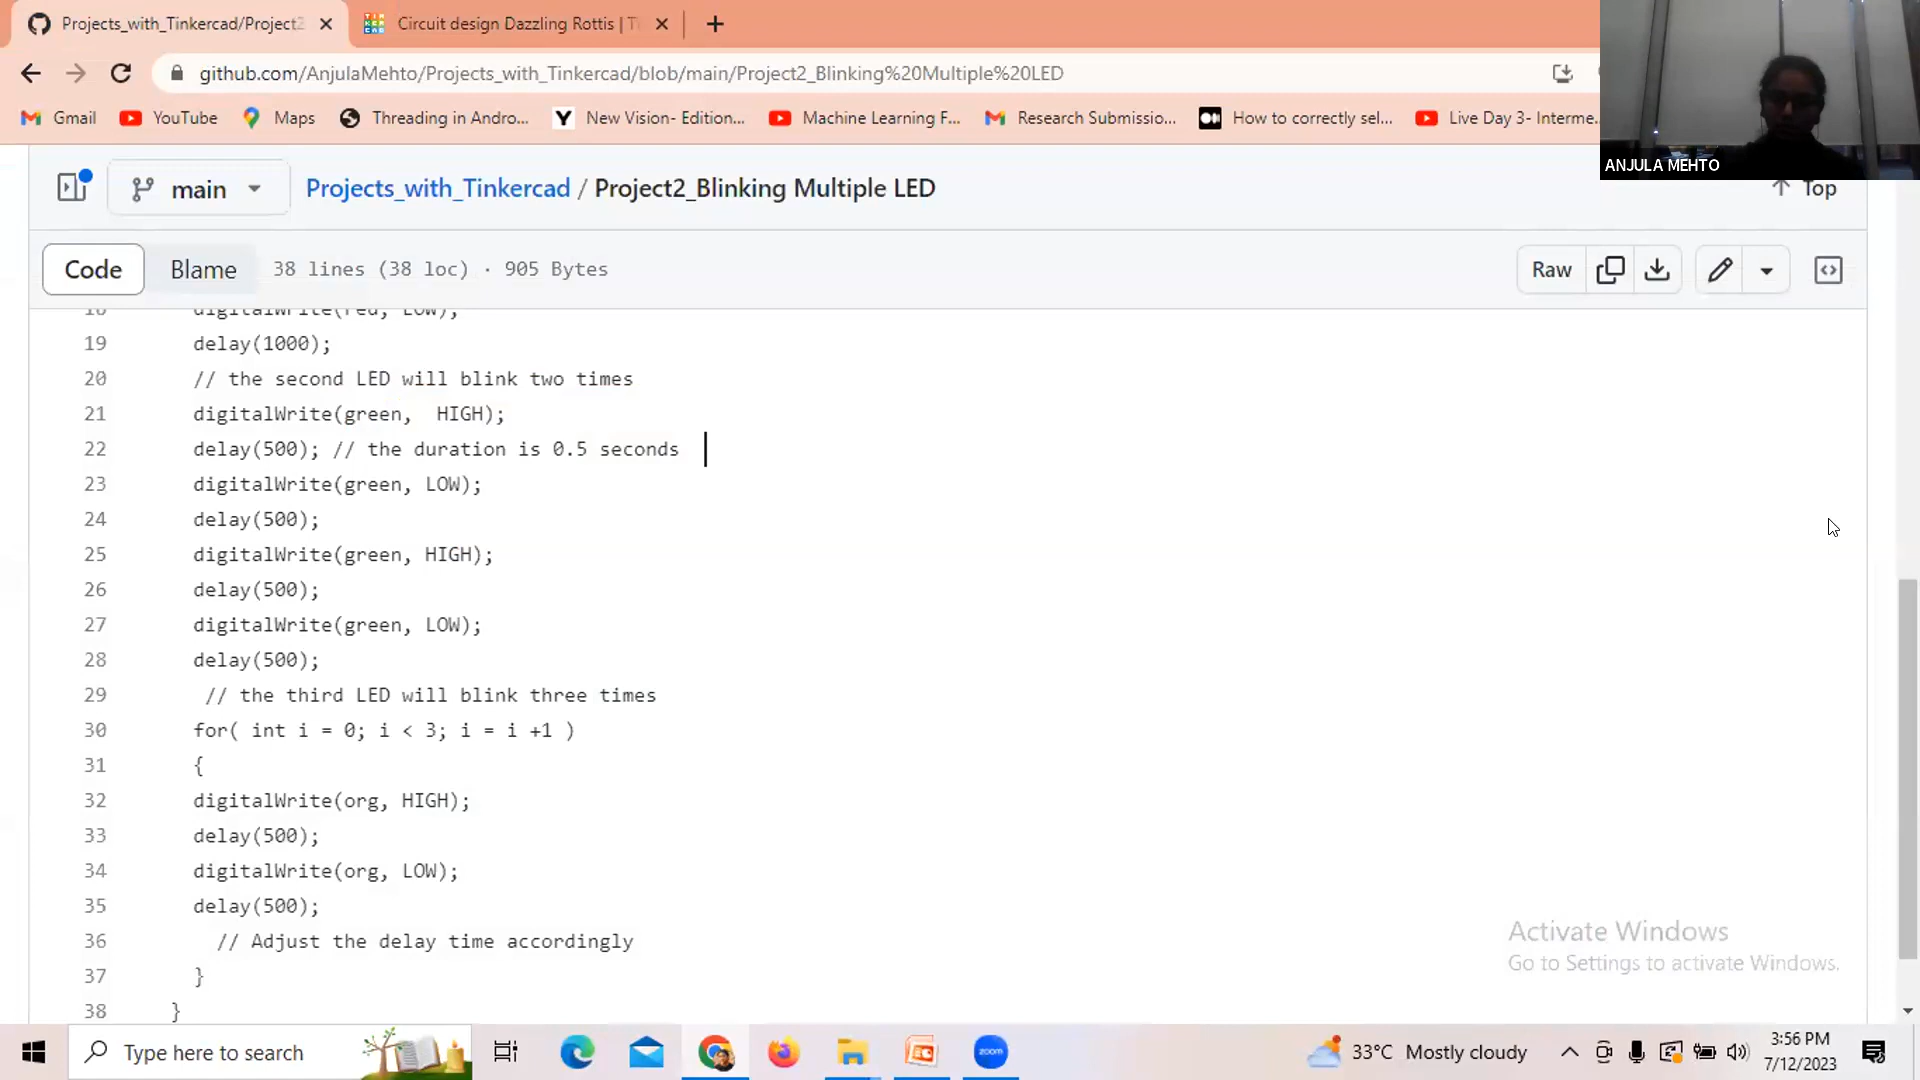 Projects_with_Tinkercad/Project2
Circuit design Dazzling Rottis | T
github.com/AnjulaMehto/Projects_with_Tinkercad/blob/main/Project2_Blinking%20Multiple%20LED
Gmail YouTube Maps Threading in Andro... New Vision- Edition... Machine Learning F... Research Submissio... How to correctly sel... Live Day 3- Interme...
ANJULA MEHTO
main Projects_with_Tinkercad / Project2_Blinking Multiple LED Top
Code Blame 38 lines (38 loc) · 905 Bytes Raw
18 digitalWrite(red, LOW);
19 delay(1000);
20 // the second LED will blink two times
21 digitalWrite(green,  HIGH);
22 delay(500); // the duration is 0.5 seconds
23 digitalWrite(green, LOW);
24 delay(500);
25 digitalWrite(green, HIGH);
26 delay(500);
27 digitalWrite(green, LOW);
28 delay(500);
29 // the third LED will blink three times
30 for( int i = 0; i < 3; i = i +1 )
31 {
32 digitalWrite(org, HIGH);
33 delay(500);
34 digitalWrite(org, LOW);
35 delay(500);
36 // Adjust the delay time accordingly
37 }
38 }
Activate Windows
Go to Settings to activate Windows.
Type here to search
zoom
33°C Mostly cloudy
3:56 PM
7/12/2023